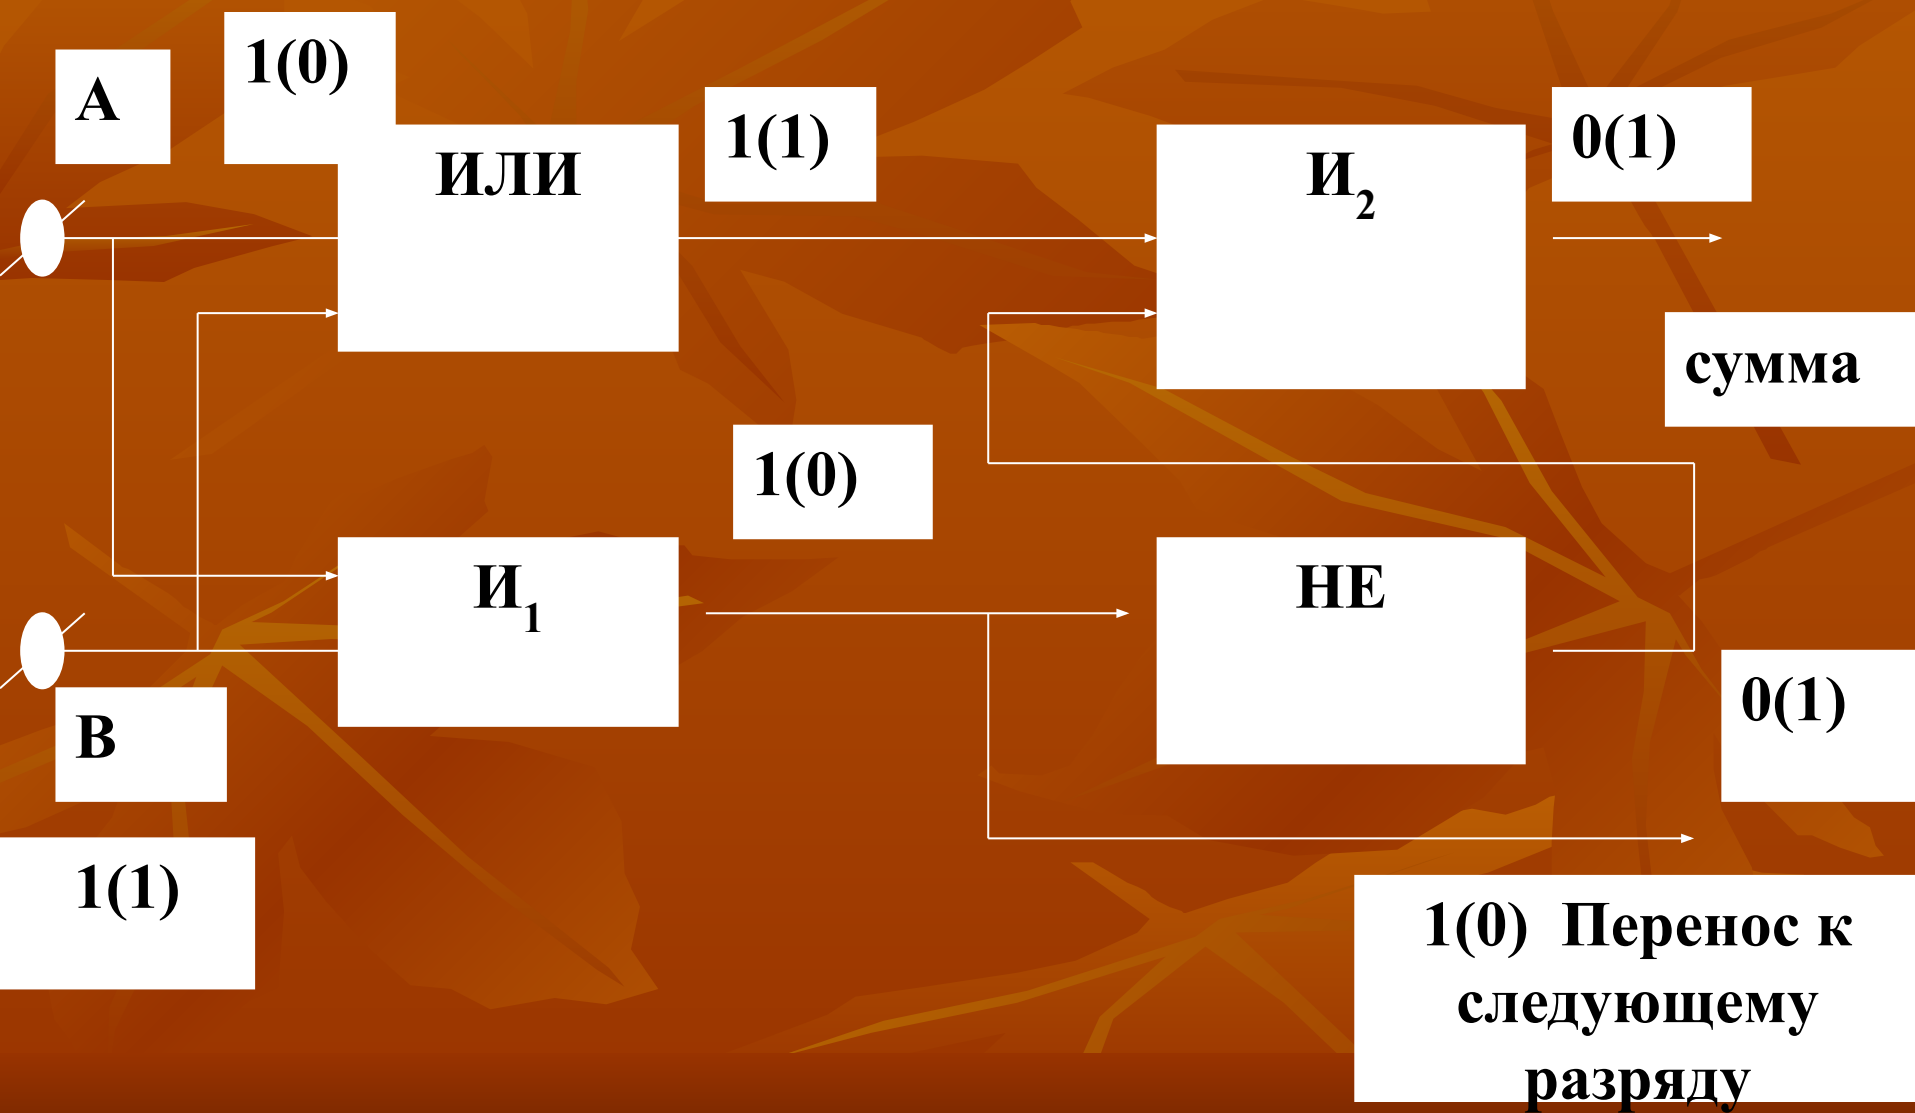 А
1(0)
ИЛИ
1(1)
И2
0(1)
сумма
1(0)
И1
НЕ
В
0(1)
1(1)
1(0) Перенос к
следующему
разряду